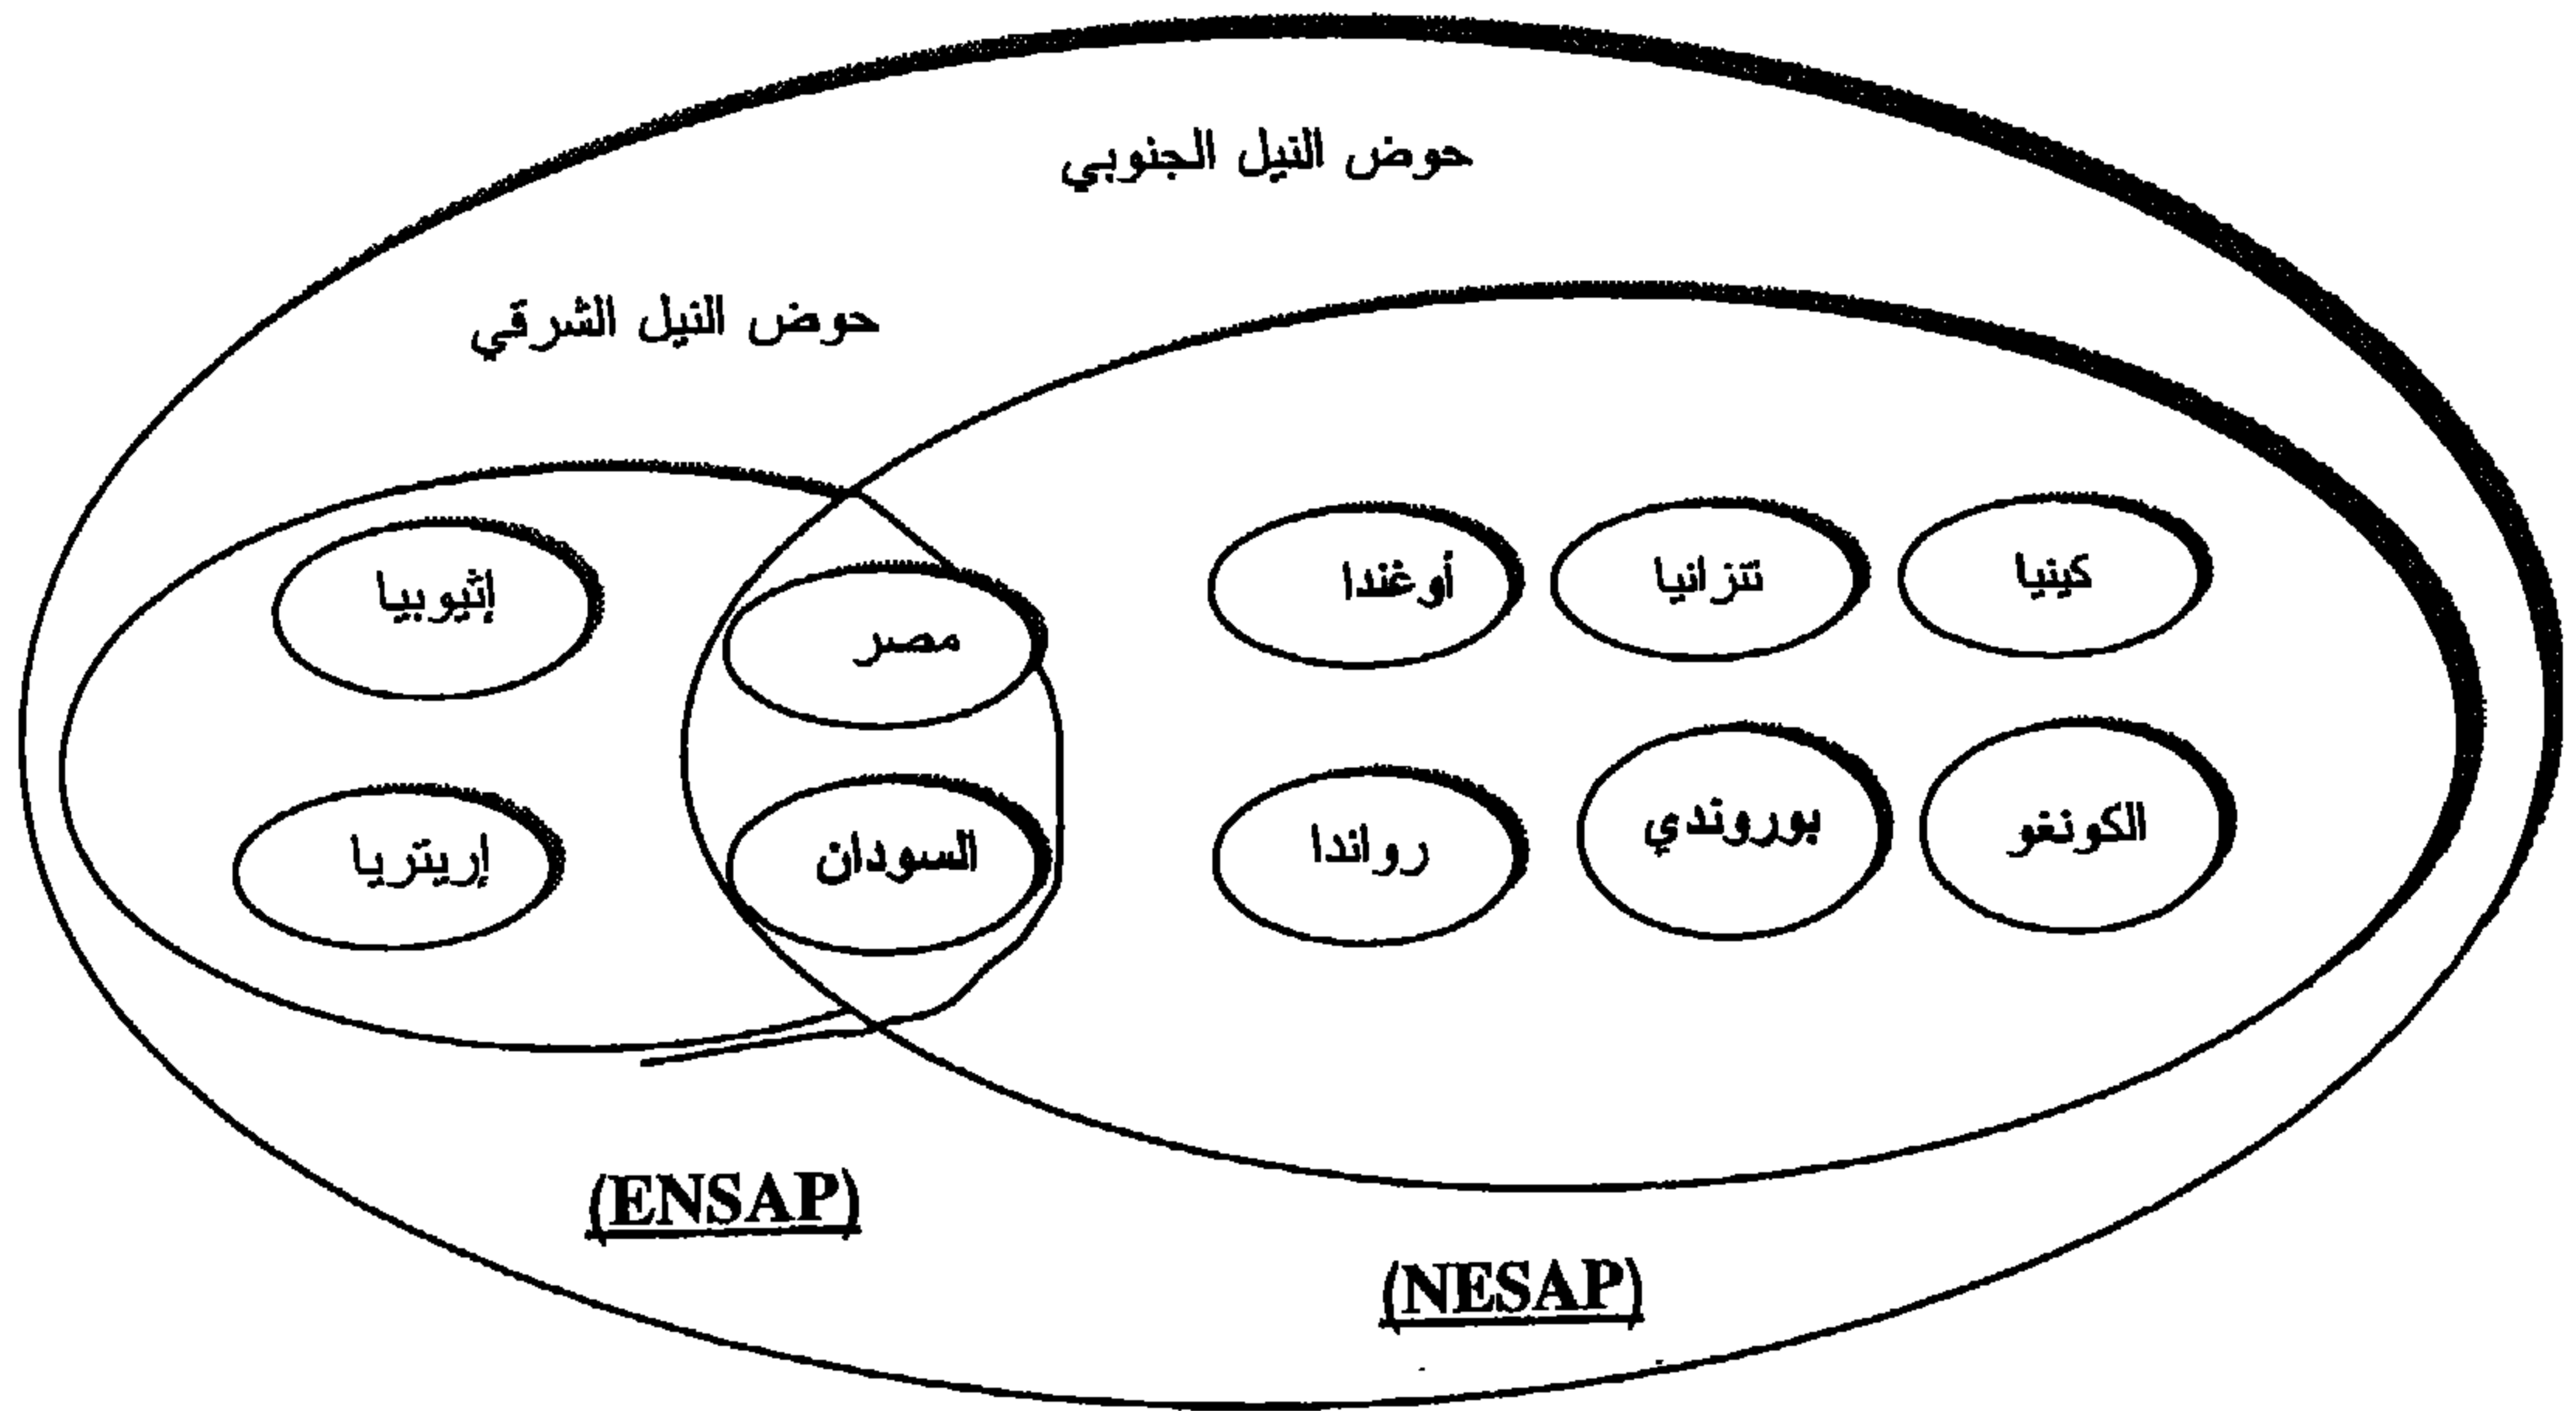 حوض النيل الجنوبي
حوض النيل الشرقي
كينيا
تنزانيا
أوغندا
مصر
إثيوبيا
الكونغو
بوروندي
رواندا
السودان
إريتريا
(ENSAP)
(NESAP)